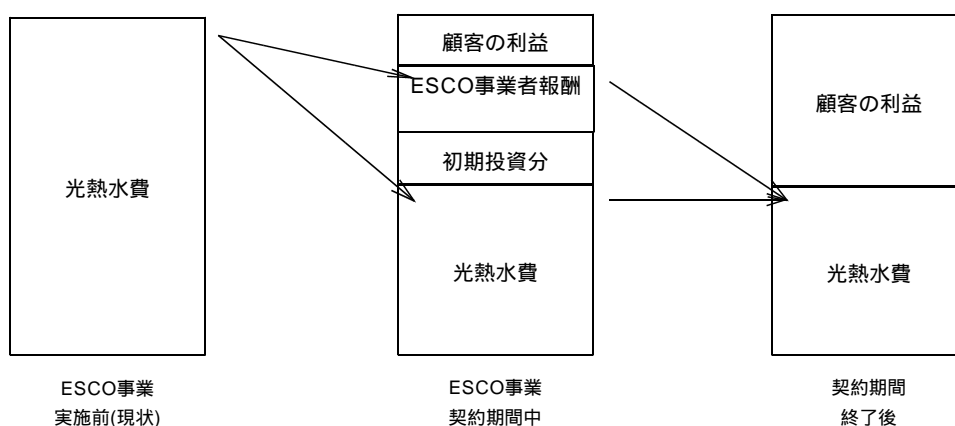 光熱水費
ESCO事業
実施前(現状)
顧客の利益
ESCO事業者報酬
初期投資分
光熱水費
ESCO事業
契約期間中
顧客の利益
光熱水費
契約期間
終了後